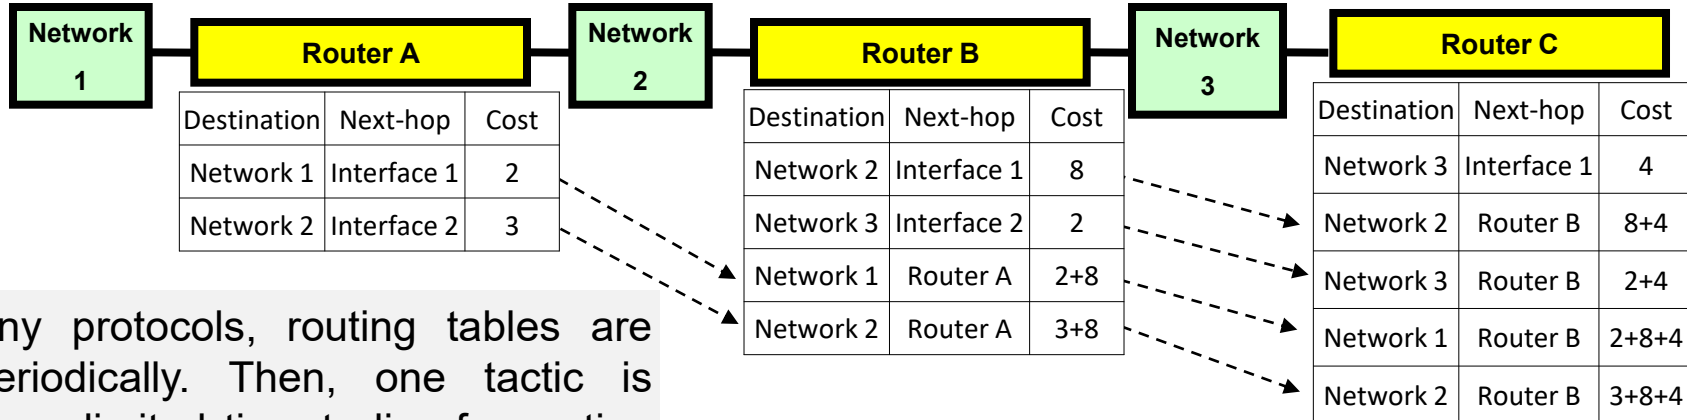 Network
1
Router A
Network
2
Router B
Network
3
Router C
Destination Next-hop Cost
Network 1 Interface 1 2
Network 2 Interface 2 3
Destination Next-hop Cost
Network 2 Interface 1 8
Network 3 Interface 2 2
Network 1 Router A 2+8
Network 2 Router A 3+8
Destination Next-hop Cost
Network 3 Interface 1 4
Network 2 Router B 8+4
Network 3 Router B 2+4
Network 1 Router B 2+8+4
Network 2 Router B 3+8+4
ny protocols, routing tables are
eriodically. Then, one tactic is